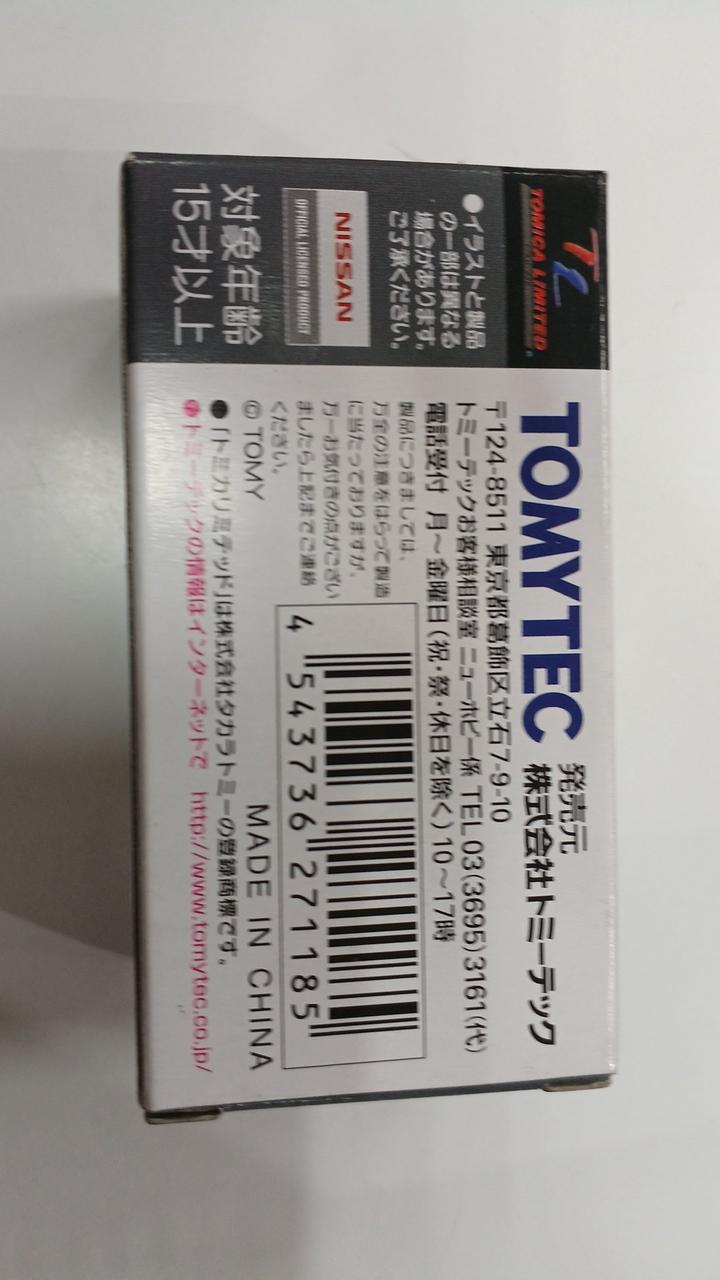 TL
TOMICA LIMITED
●イラストと製品
の一部は異なる
場合があります。
ご了承ください。
NISSAN
OFFICIAL LICENSED PRODUCT
対象年齢
15才以上
TOMYTEC
発売元
株式会社トミーテック
〒124-8511 東京都葛飾区立石7-9-10
トミーテックお客様相談室 ニューホビー係 TEL 03(3695)3161(代)
電話受付 月～金曜日(祝・祭・休日を除く)10～17時
製品につきましては、
万全の注意をはらって製造
に当たっておりますが、
万一お気付きの点がござい
ましたら上記までご連絡
ください。
© TOMY
4 543736 271185
MADE IN CHINA
●「トミカリミテッド」は株式会社タカラトミーの登録商標です。
●トミーテックの情報はインターネットで http://www.tomytec.co.jp/